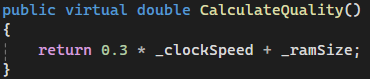 public virtual double CalculateQuality()
{
    return 0.3 * _clockSpeed + _ramSize;
}